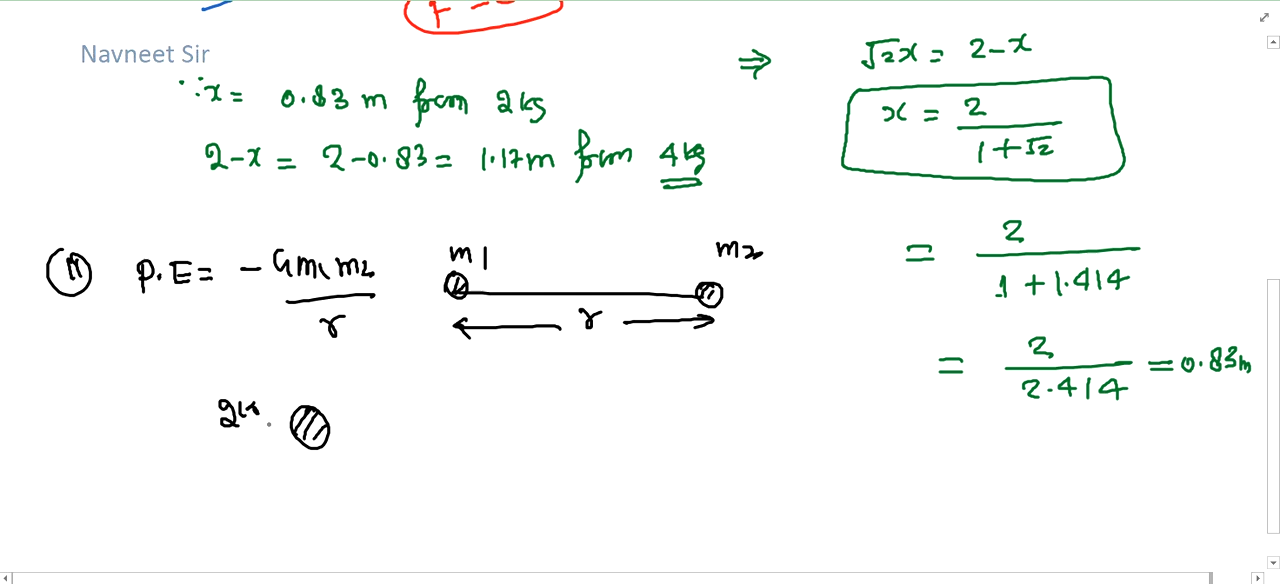 Navneet Sir
∵ x = 0.83 m from 2kg
2-x = 2-0.83 = 1.17m from 4kg
⇒ √2x = 2-x
x = 2 / 1+√2
= 2 / 1+1.414
= 2 / 2.414 = 0.83m
(11) P.E = - Gm1m2 / r
m1 m2
r